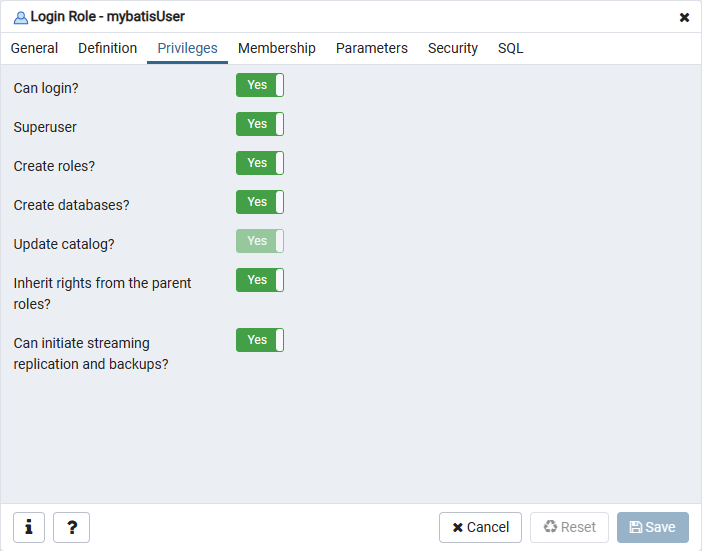 Login Role - mybatisUser
General Definition Privileges Membership Parameters Security SQL
Can login? Yes
Superuser Yes
Create roles? Yes
Create databases? Yes
Update catalog? Yes
Inherit rights from the parent Yes
roles?
Can initiate streaming Yes
replication and backups?
i ? Cancel Reset Save